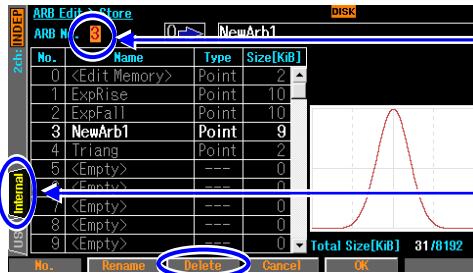 ARB Edit > Store
DISK
INDEP
2ch:
ARB No. 3
0
NewArb1
No. Name Type Size[KiB]
0 <Edit Memory> Point 2
1 ExpRise Point 10
2 ExpFall Point 10
3 NewArb1 Point 9
4 Triang Point 2
5 <Empty> --- 0
<Empty> --- 0
<Empty> --- 0
8 <Empty> --- 0
9 <Empty> --- 0
Internal
Total Size[KiB] 31/8192
No. Rename Delete Cancel OK